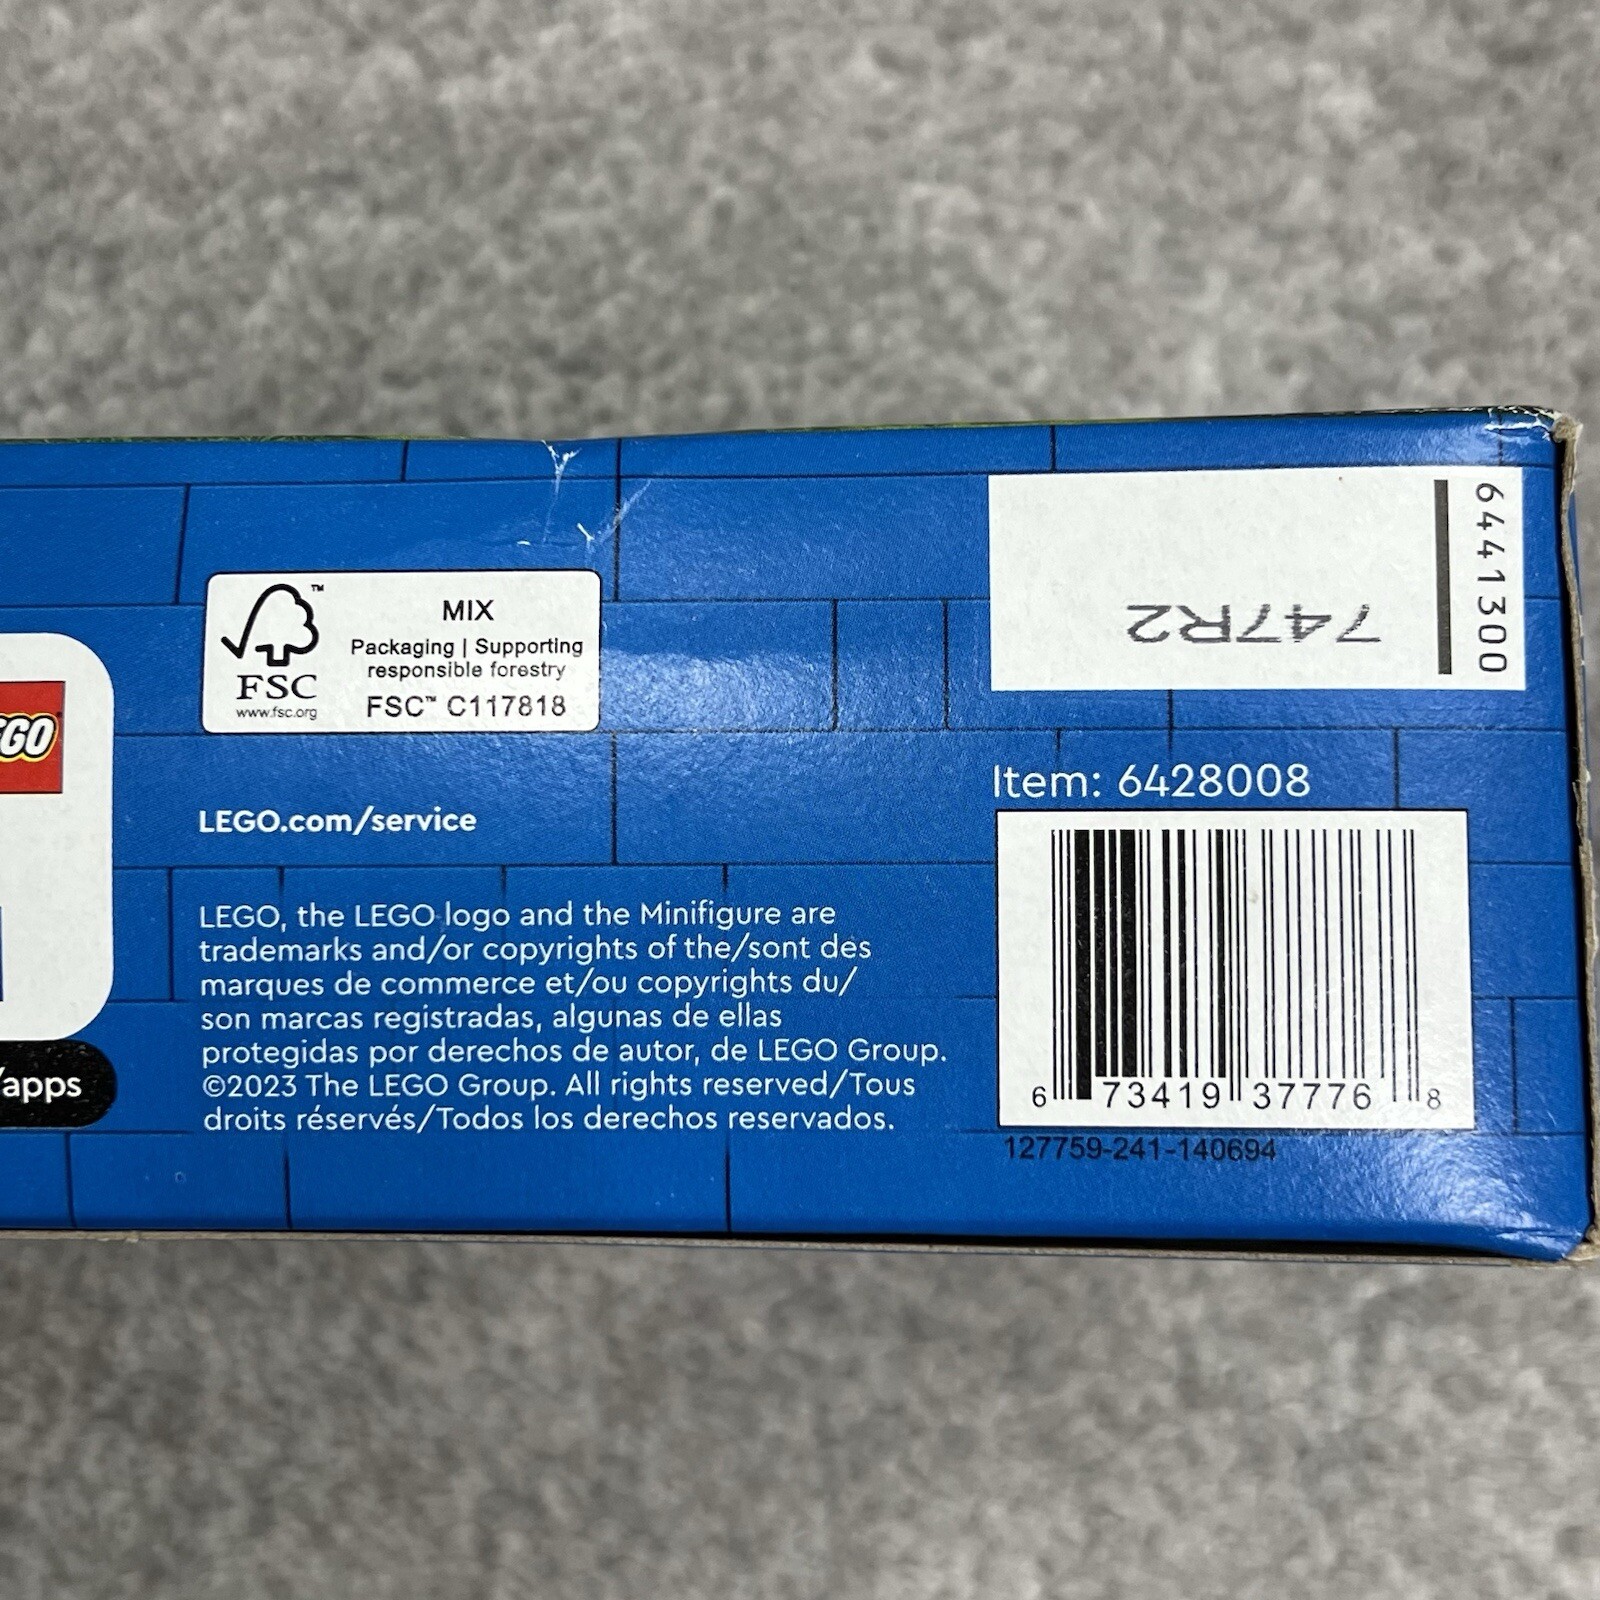 GO
/apps
FSC
www.fsc.org
™
MIX
Packaging | Supporting
responsible forestry
FSC™ C117818
LEGO.com/service
LEGO, the LEGO logo and the Minifigure are
trademarks and/or copyrights of the/sont des
marques de commerce et/ou copyrights du/
son marcas registradas, algunas de ellas
protegidas por derechos de autor, de LEGO Group.
©2023 The LEGO Group. All rights reserved/Tous
droits réservés/Todos los derechos reservados.
747R2
6441300
Item: 6428008
6 73419 37776 8
127759-241-140694